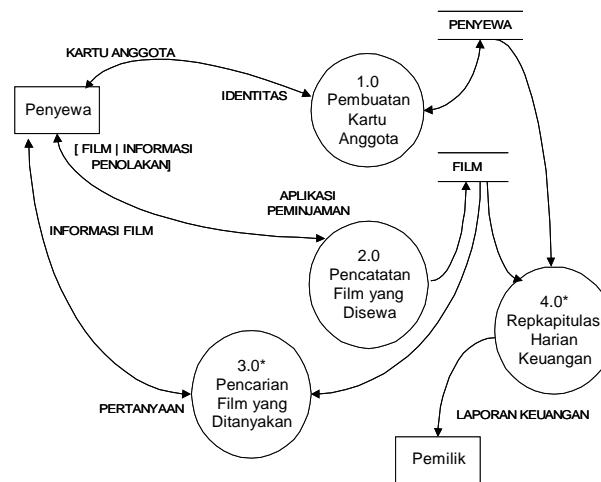 PENYEWA
KARTU ANGGOTA
1.0
Pembuatan
Kartu
Anggota
IDENTITAS
Penyewa
[ FILM | INFORMASI
PENOLAKAN]
FILM
APLIKASI
PEMINJAMAN
INFORMASI FILM
2.0
Pencatatan
Film yang
Disewa
4.0*
Repkapitulas
Harian
Keuangan
3.0*
Pencarian
Film yang
Ditanyakan
PERTANYAAN
LAPORAN KEUANGAN
Pemilik